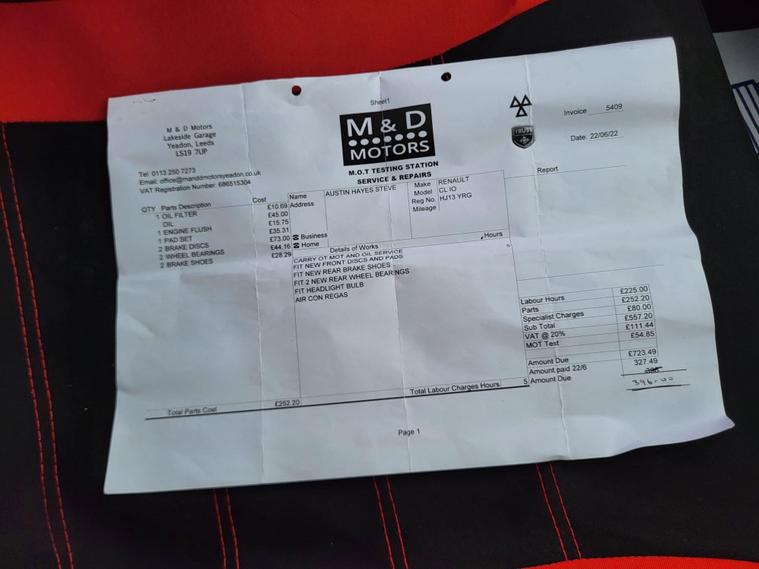 Sheet1
M & D Motors
Lakeside Garage
Yeadon, Leeds
LS19 7UP
Tel 0113 250 7273
Email: office@manddmotorsyeadon.co.uk
VAT Registration Number: 686515304
M & D
MOTORS
M.O.T TESTING STATION
SERVICE & REPAIRS
TRUST
Invoice 5409
Date: 22/06/22
Report
QTY Parts Description Cost
1 OIL FILTER £10.69
OIL £45.00
1 ENGINE FLUSH £15.75
1 PAD SET £35.31
2 BRAKE DISCS £73.00
2 WHEEL BEARINGS £44.16
2 BRAKE SHOES £28.29
Name AUSTIN HAYES STEVE
Address
Business
Home
Make RENAULT
Model CL IO
Reg No. HJ13 YRG
Mileage
Details of Works Hours
CARRY OT MOT AND OIL SERVICE 5
FIT NEW FRONT DISCS AND PADS
FIT NEW REAR BRAKE SHOES
FIT 2 NEW REAR WHEEL BEARINGS
FIT HEADLIGHT BULB
AIR CON REGAS
Labour Hours £225.00
Parts £252.20
Specialist Charges £80.00
Sub Total £557.20
VAT @ 20% £111.44
MOT Test £54.85
£723.49
Amount Due
Amount paid 22/6 327.49
Amount Due
396-00
Total Parts Cost £252.20
Total Labour Charges Hours 5
Page 1